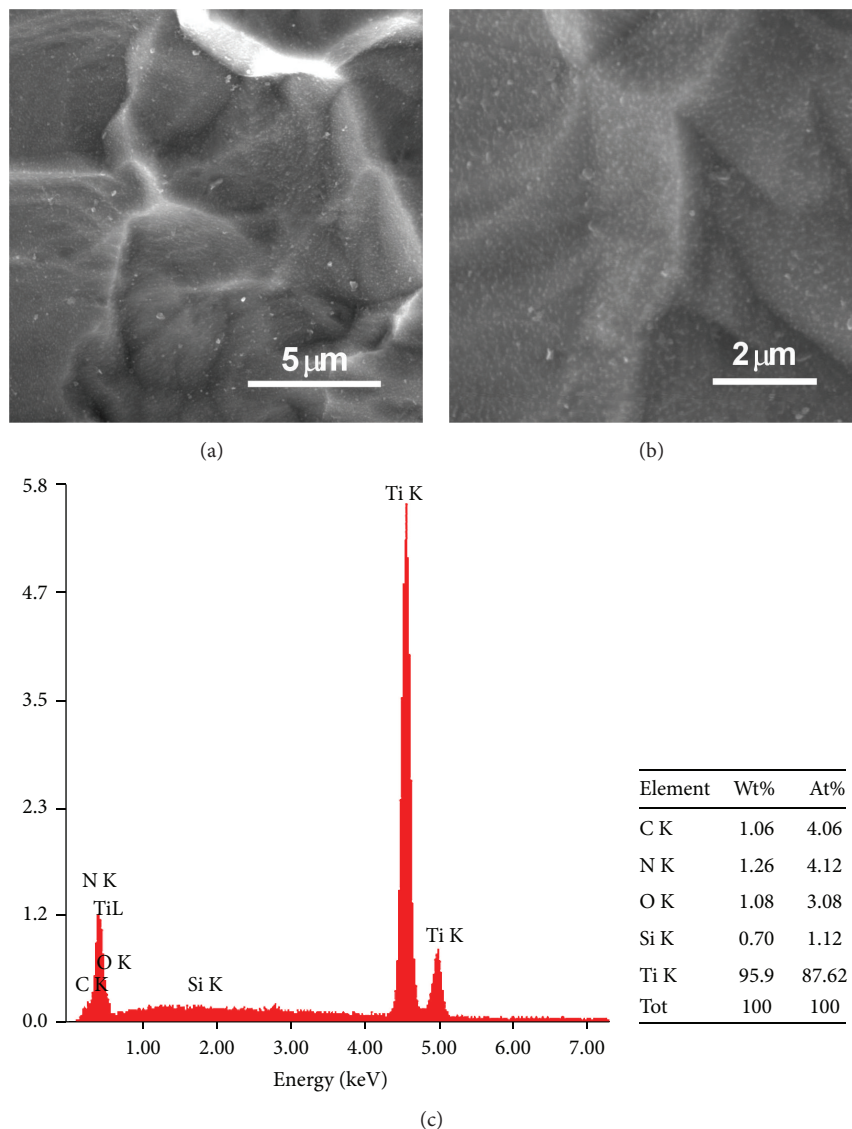 5 μm
2 μm
(a)
(b)
5.8
4.7
3.5
2.3
1.2
0.0
Ti K
N K
TiL
O K
C K
Si K
Ti K
1.00 2.00 3.00 4.00 5.00 6.00 7.00
Energy (keV)
Element Wt% At%
C K 1.06 4.06
N K 1.26 4.12
O K 1.08 3.08
Si K 0.70 1.12
Ti K 95.9 87.62
Tot 100 100
(c)